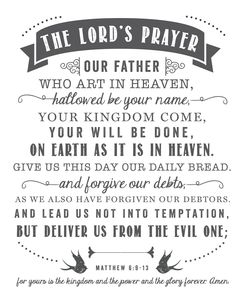 THE LORD'S PRAYER
OUR FATHER
WHO ART IN HEAVEN,
hallowed be your name,
YOUR KINGDOM COME,
YOUR WILL BE DONE,
ON EARTH AS IT IS IN HEAVEN.
GIVE US THIS DAY OUR DAILY BREAD.
and forgive our debts,
AS WE ALSO HAVE FORGIVEN OUR DEBTORS.
AND LEAD US NOT INTO TEMPTATION,
BUT DELIVER US FROM THE EVIL ONE;
MATTHEW 6:9-13
for yours is the kingdom and the power and the glory forever. Amen.